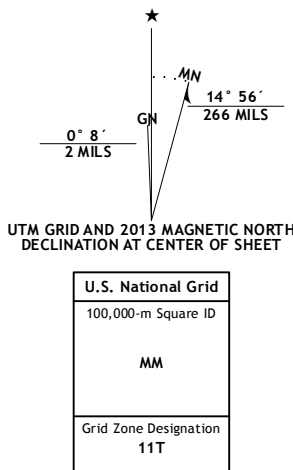 ★
MN
GN
14° 56´
266 MILS
0° 8´
2 MILS
UTM GRID AND 2013 MAGNETIC NORTH
DECLINATION AT CENTER OF SHEET
U.S. National Grid
100,000-m Square ID
MM
Grid Zone Designation
11T